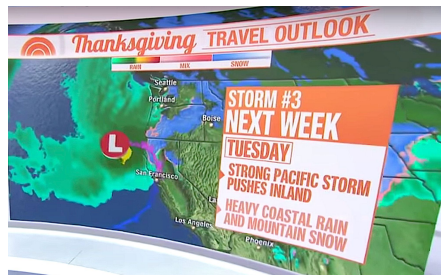 Thanksgiving TRAVEL OUTLOOK
RAIN MIX SNOW
Seattle
Portland
Boise
L
San Francisco
Los Angeles
Phoenix
STORM #3
NEXT WEEK
TUESDAY
STRONG PACIFIC STORM
PUSHES INLAND
HEAVY COASTAL RAIN
AND MOUNTAIN SNOW